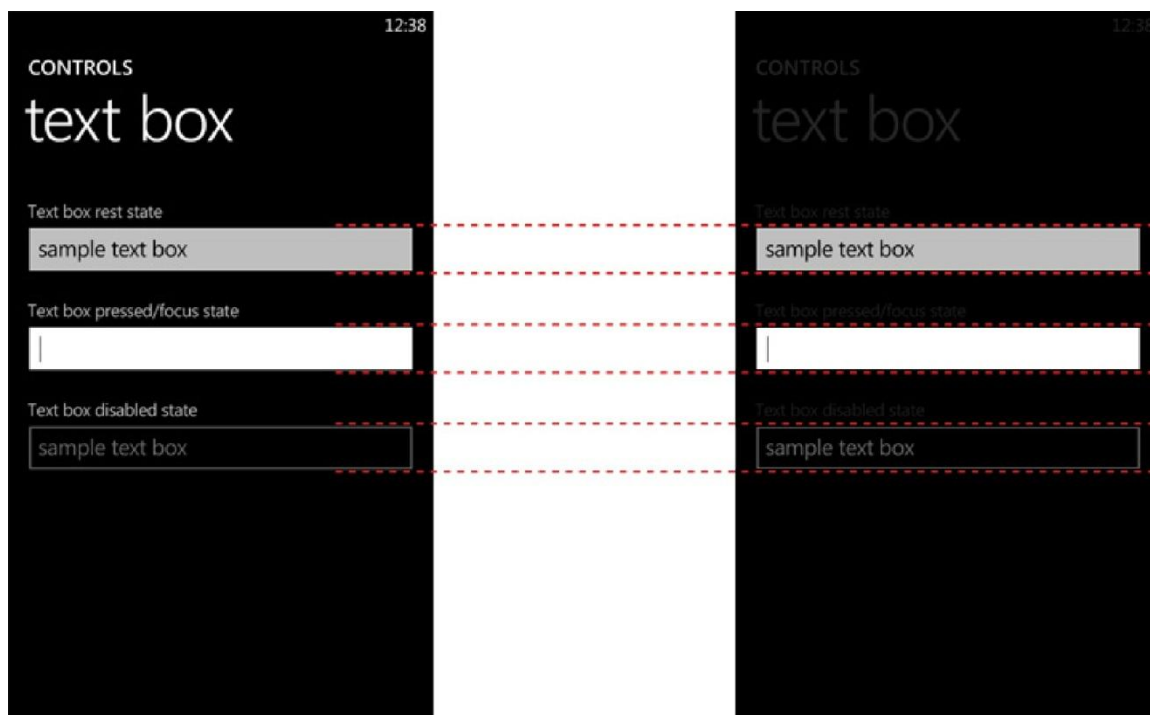 12:38
CONTROLS
text box
Text box rest state
sample text box
Text box pressed/focus state
Text box disabled state
sample text box
12:38
CONTROLS
text box
Text box rest state
sample text box
Text box pressed/focus state
Text box disabled state
sample text box